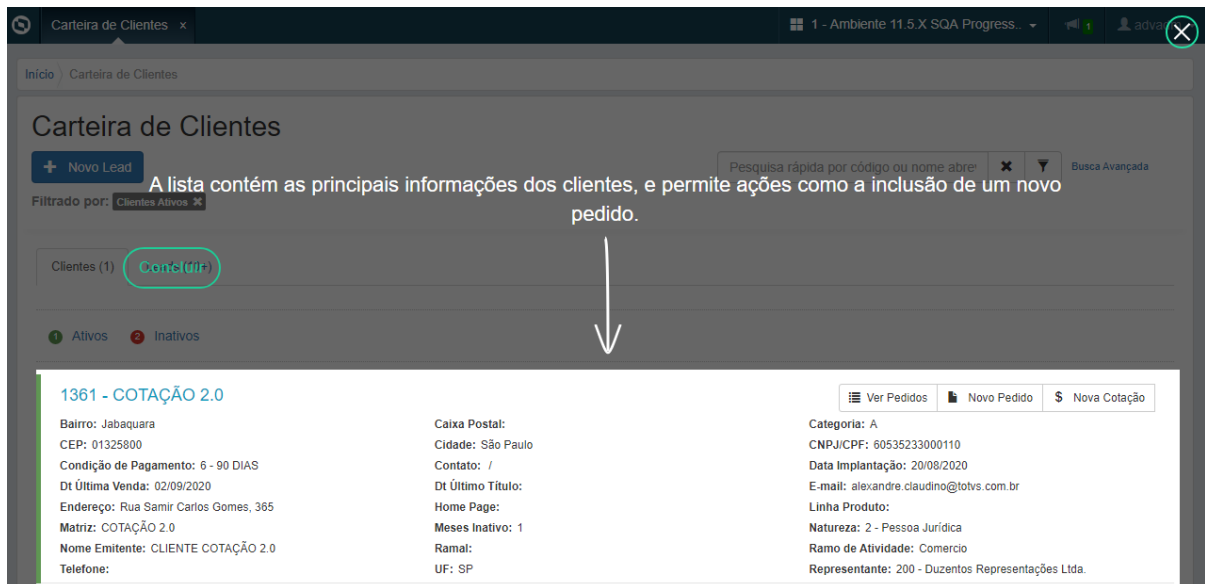 Carteira de Clientes ×
1 - Ambiente 11.5.X SQA Progress..
1
Início
Carteira de Clientes
Carteira de Clientes
Novo Lead
Pesquisa rápida por código ou nome abre
Busca Avançada
A lista contém as principais informações dos clientes, e permite ações como a inclusão de um novo
pedido.
Filtrado por: Clientes Ativos
Clientes (1)
Concluir
1 Ativos
2 Inativos
1361 - COTAÇÃO 2.0
Ver Pedidos
Novo Pedido
$ Nova Cotação
Bairro: Jabaquara
Caixa Postal:
Categoria: A
CEP: 01325800
Cidade: São Paulo
CNPJ/CPF: 60535233000110
Condição de Pagamento: 6 - 90 DIAS
Contato: /
Data Implantação: 20/08/2020
Dt Última Venda: 02/09/2020
Dt Último Título:
E-mail: alexandre.claudino@totvs.com.br
Endereço: Rua Samir Carlos Gomes, 365
Home Page:
Linha Produto:
Matriz: COTAÇÃO 2.0
Meses Inativo: 1
Natureza: 2 - Pessoa Jurídica
Nome Emitente: CLIENTE COTAÇÃO 2.0
Ramal:
Ramo de Atividade: Comercio
Telefone:
UF: SP
Representante: 200 - Duzentos Representações Ltda.